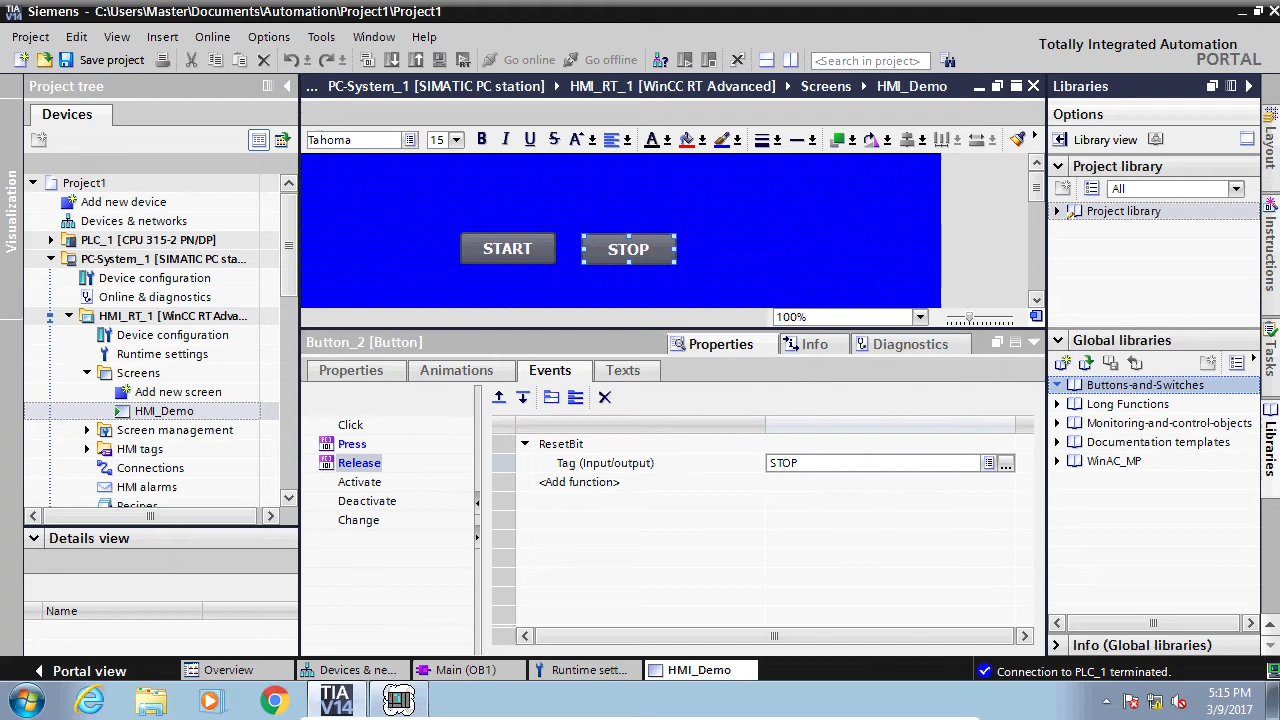 TIA
V14
Siemens - C:\Users\Master\Documents\Automation\Project1\Project1
Project Edit View Insert Online Options Tools Window Help
Totally Integrated Automation
PORTAL
Save project
Go online
Go offline
<Search in project>
Project tree
... PC-System_1 [SIMATIC PC station] HMI_RT_1 [WinCC RT Advanced] Screens HMI_Demo
Libraries
Devices
Options
Library view
Tahoma 15 B I U S A A
Visualization
Project library
All
Project library
Project1
Add new device
Devices & networks
PLC_1 [CPU 315-2 PN/DP]
PC-System_1 [SIMATIC PC sta...
Device configuration
Online & diagnostics
HMI_RT_1 [WinCC RT Adva...
Device configuration
Runtime settings
Screens
Add new screen
HMI_Demo
Screen management
HMI tags
Connections
HMI alarms
Recipes
START
STOP
100%
Button_2 [Button]
Properties
Info
Diagnostics
Properties Animations Events Texts
Click
Press
Release
Activate
Deactivate
Change
ResetBit
Tag (Input/output)
STOP
...
<Add function>
Global libraries
Buttons-and-Switches
Long Functions
Monitoring-and-control-objects
Documentation templates
WinAC_MP
Info (Global libraries)
Layout
Instructions
Tasks
Libraries
Details view
Name
Portal view
Overview
Devices & ne...
Main (OB1)
Runtime sett...
HMI_Demo
Connection to PLC_1 terminated.
TIA
V14
5:15 PM
3/9/2017